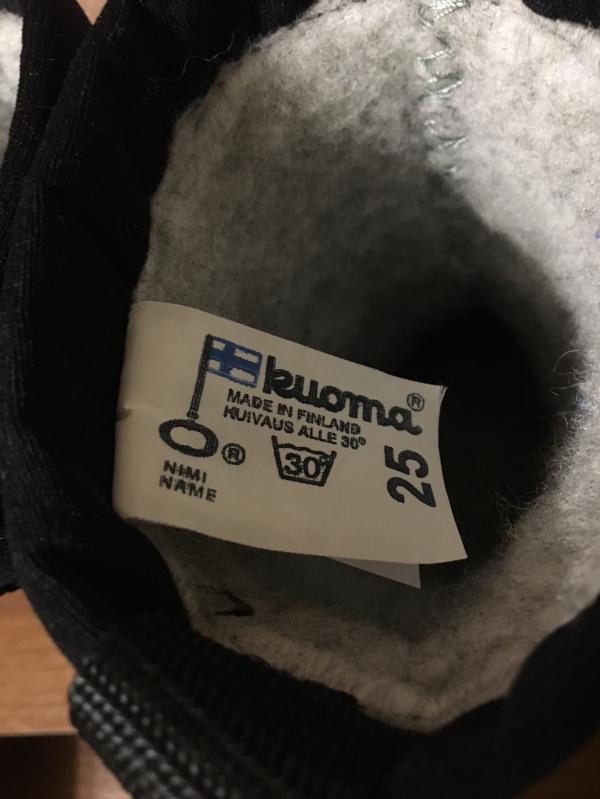 kuoma®
MADE IN FINLAND
KUIVAUS ALLE 30°
®
30°
25
NIMI
NAME